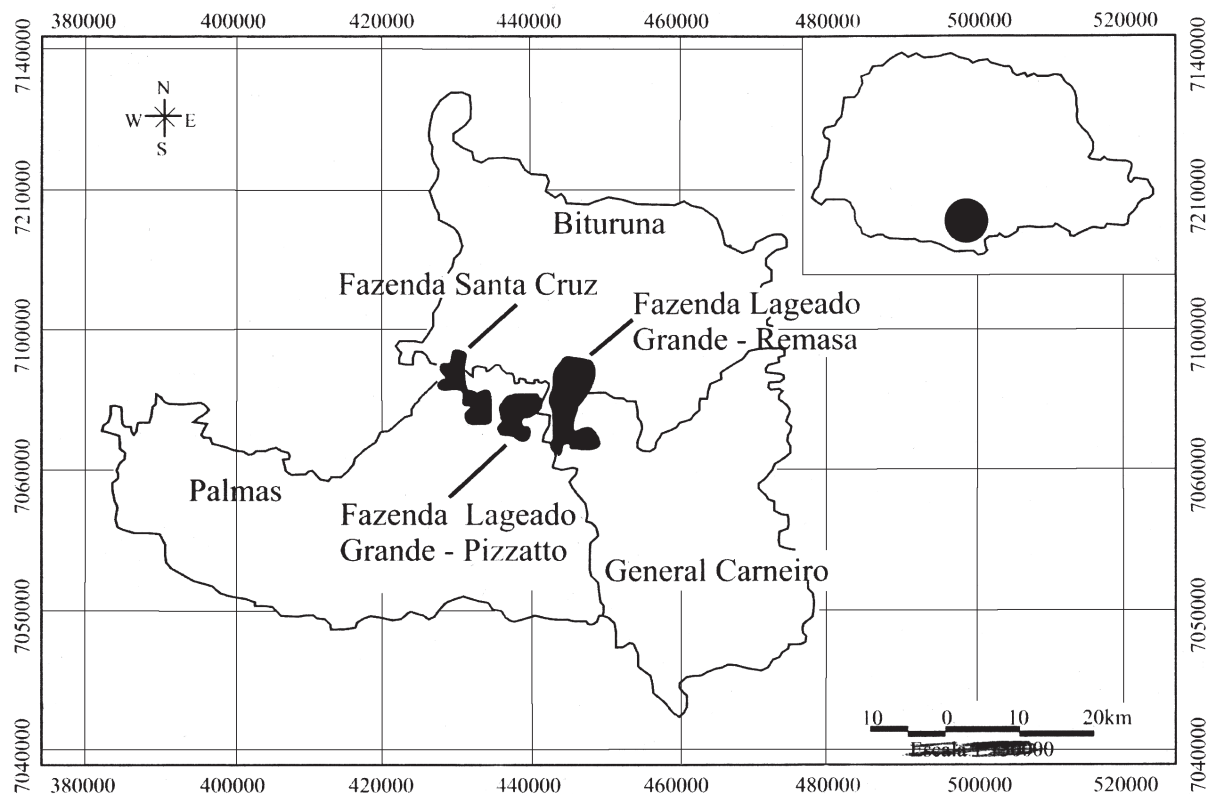 380000 400000 420000 440000 460000 480000 500000 520000
7140000
7210000
7100000
7060000
7050000
7040000
N
W E
S
Bituruna
Fazenda Santa Cruz
Fazenda Lageado
Grande - Remasa
Palmas
Fazenda Lageado
Grande - Pizzatto
General Carneiro
10 0 10 20km
Escala
7140000
7210000
7100000
7060000
7050000
7040000
380000 400000 420000 440000 460000 480000 500000 520000